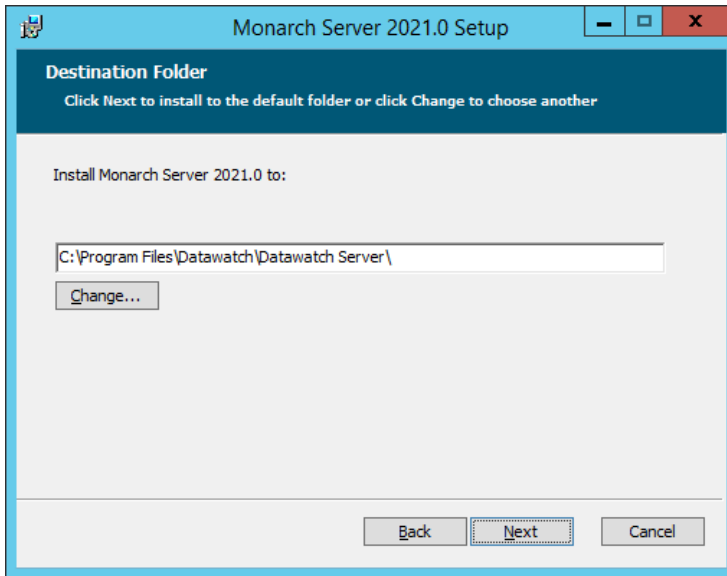 Monarch Server 2021.0 Setup
Destination Folder
Click Next to install to the default folder or click Change to choose another
Install Monarch Server 2021.0 to:
C:\Program Files\Datawatch\Datawatch Server\
Change...
Back Next Cancel